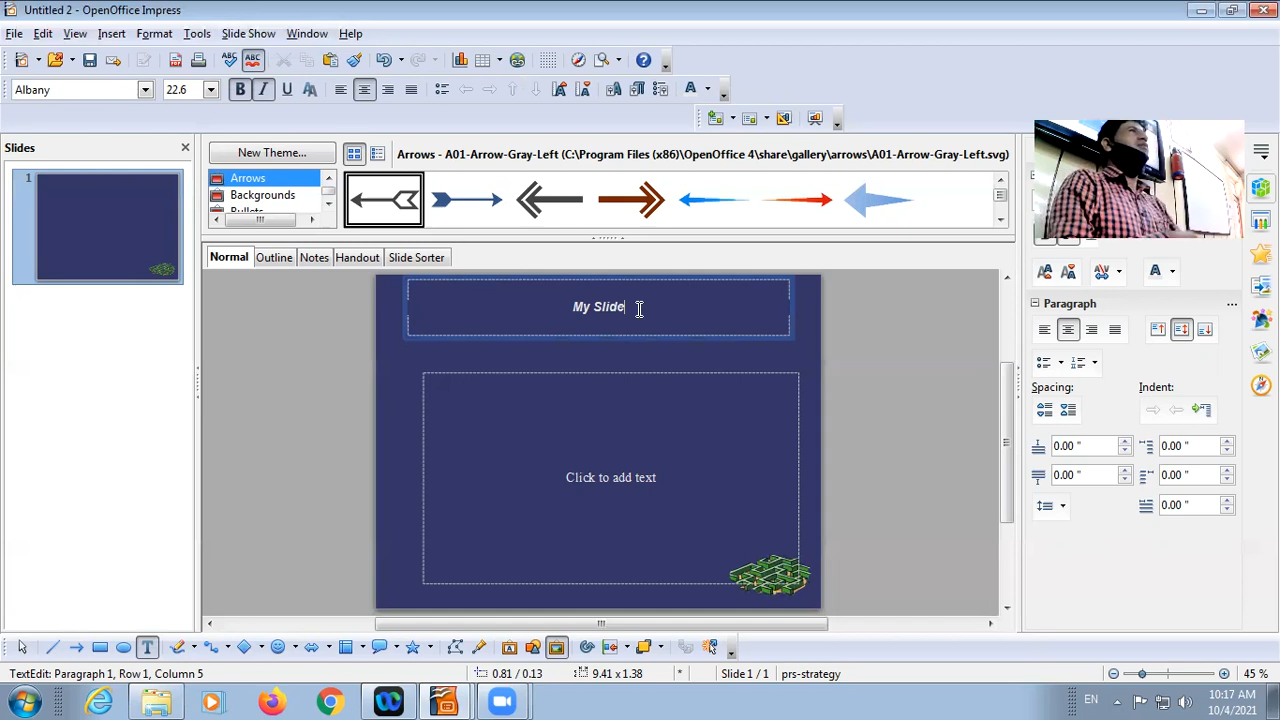 Untitled 2 - OpenOffice Impress
File Edit View Insert Format Tools Slide Show Window Help
Albany 22.6
Slides
New Theme...
Arrows - A01-Arrow-Gray-Left (C:\Program Files (x86)\OpenOffice 4\share\gallery\arrows\A01-Arrow-Gray-Left.svg)
Arrows
Backgrounds
Bullets
1
Normal Outline Notes Handout Slide Sorter
My Slide
Click to add text
Paragraph
Spacing: Indent:
0.00 " 0.00 "
0.00 " 0.00 "
0.00 "
TextEdit: Paragraph 1, Row 1, Column 5 0.81 / 0.13 9.41 x 1.38 * Slide 1 / 1 prs-strategy 45 %
EN 10:17 AM
10/4/2021